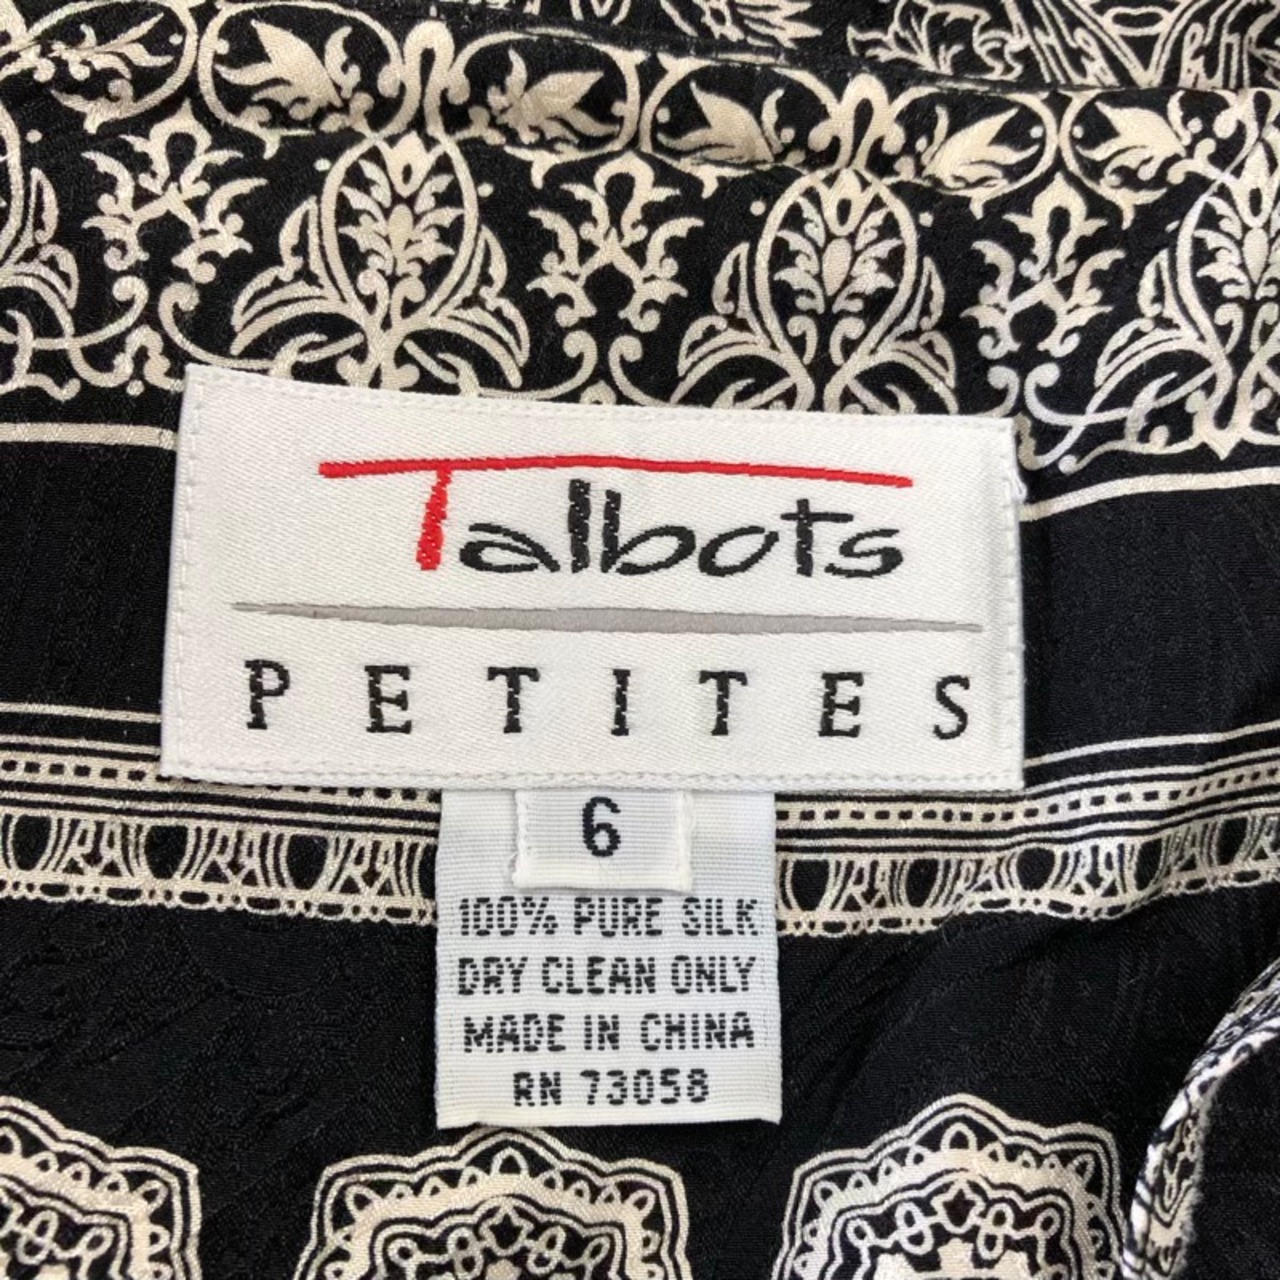 Talbots
PETITES
6
100% PURE SILK
DRY CLEAN ONLY
MADE IN CHINA
RN 73058